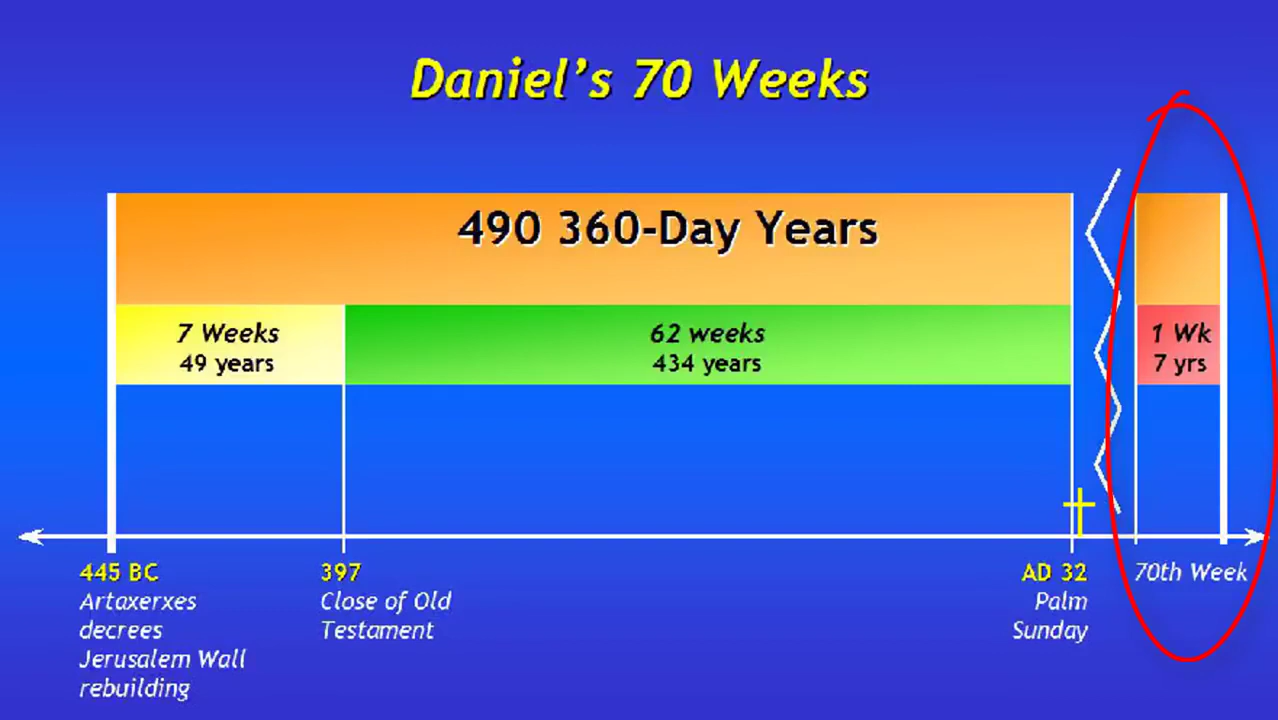 Daniel's 70 Weeks
490 360-Day Years
7 Weeks
49 years
62 weeks
434 years
1 Wk
7 yrs
445 BC
Artaxerxes
decrees
Jerusalem Wall
rebuilding
397
Close of Old
Testament
AD 32
Palm
Sunday
70th Week